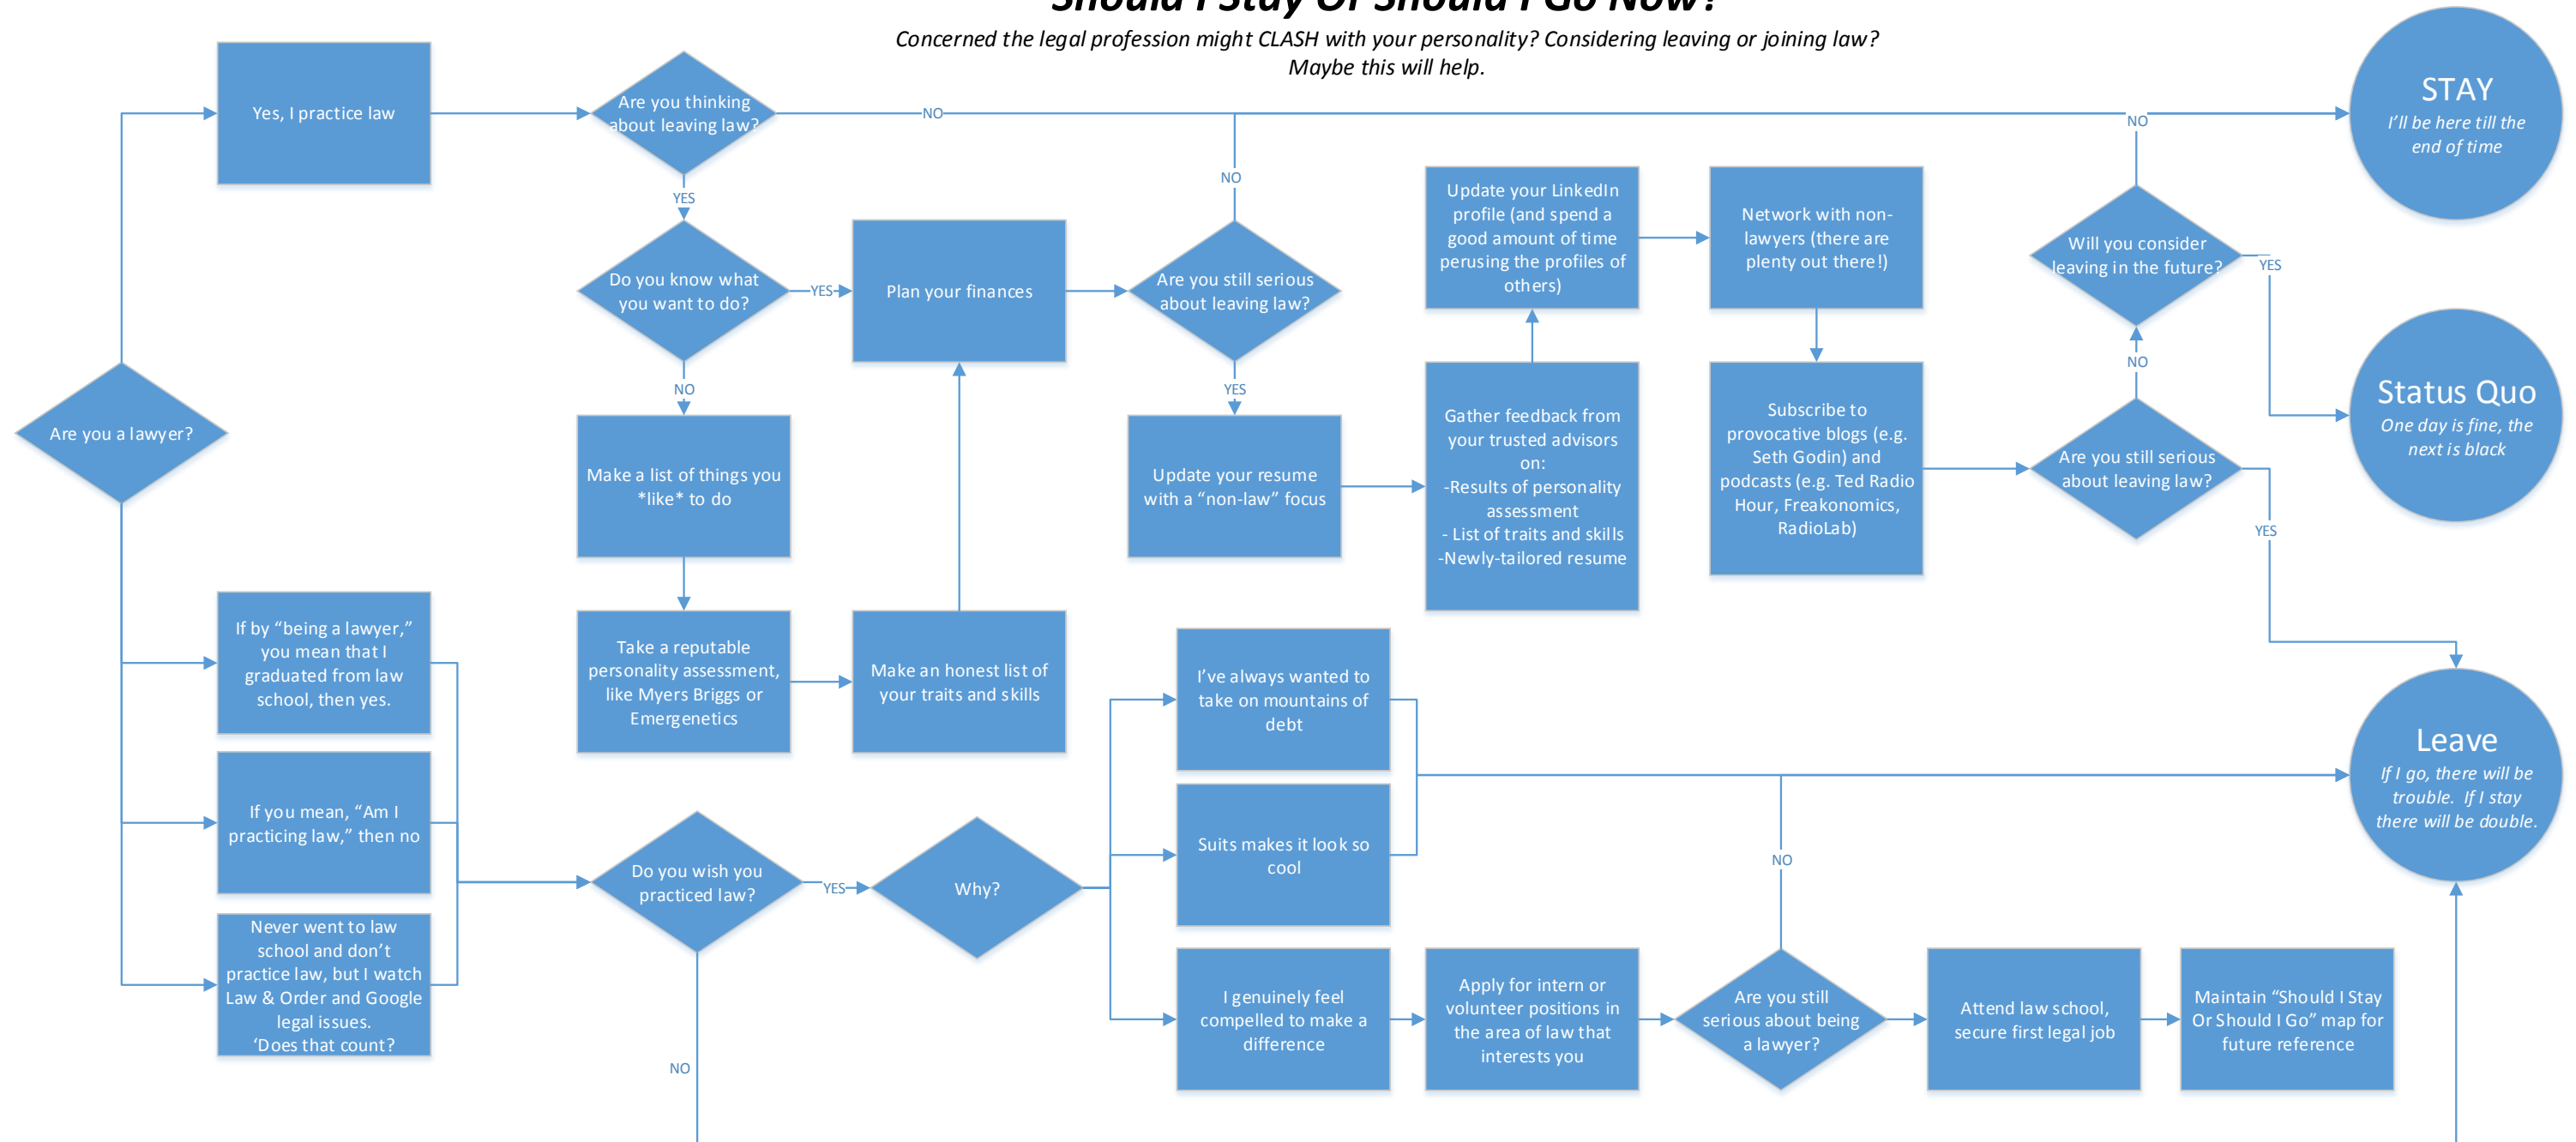 Should I Stay Or Should I Go Now?
Concerned the legal profession might CLASH with your personality? Considering leaving or joining law?
Maybe this will help.
Yes, I practice law
Are you thinking
about leaving law?
NO
NO
STAY
I'll be here till the
end of time
YES
NO
Do you know what
you want to do?
YES
Plan your finances
Are you still serious
about leaving law?
Update your LinkedIn
profile (and spend a
good amount of time
perusing the profiles of
others)
Network with non-
lawyers (there are
plenty out there!)
Will you consider
leaving in the future?
YES
NO
YES
NO
Status Quo
One day is fine, the
next is black
Are you a lawyer?
Make a list of things you
*like* to do
Update your resume
with a “non-law” focus
Gather feedback from
your trusted advisors
on:
-Results of personality
assessment
- List of traits and skills
-Newly-tailored resume
Subscribe to
provocative blogs (e.g.
Seth Godin) and
podcasts (e.g. Ted Radio
Hour, Freakonomics,
RadioLab)
Are you still serious
about leaving law?
YES
If by “being a lawyer,”
you mean that I
graduated from law
school, then yes.
Take a reputable
personality assessment,
like Myers Briggs or
Emergenetics
Make an honest list of
your traits and skills
I've always wanted to
take on mountains of
debt
Leave
If I go, there will be
trouble. If I stay
there will be double.
If you mean, “Am I
practicing law,” then no
Suits makes it look so
cool
Do you wish you
practiced law?
YES
Why?
NO
Never went to law
school and don't
practice law, but I watch
Law & Order and Google
legal issues.
‘Does that count?
I genuinely feel
compelled to make a
difference
Apply for intern or
volunteer positions in
the area of law that
interests you
Are you still
serious about being
a lawyer?
Attend law school,
secure first legal job
Maintain “Should I Stay
Or Should I Go” map for
future reference
NO